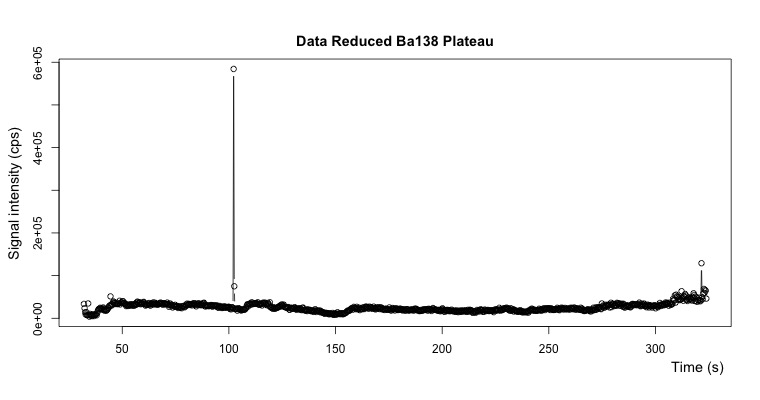 Data Reduced Ba138 Plateau
Signal intensity (cps)
6e+05
4e+05
2e+05
0e+00
50
100
150
200
250
300
Time (s)